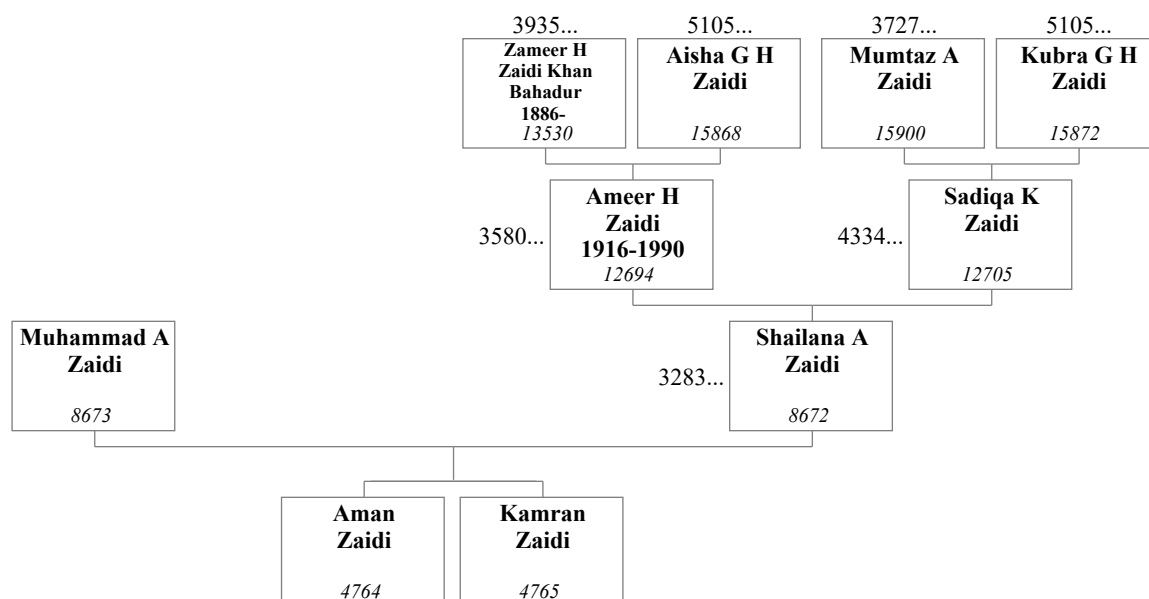 3935...
5105...
3727...
5105...
Zameer H
Zaidi Khan
Bahadur
1886-
13530
Aisha G H
Zaidi
15868
Mumtaz A
Zaidi
15900
Kubra G H
Zaidi
15872
3580...
Ameer H
Zaidi
1916-1990
12694
4334...
Sadiqa K
Zaidi
12705
Muhammad A
Zaidi
8673
3283...
Shailana A
Zaidi
8672
Aman
Zaidi
4764
Kamran
Zaidi
4765